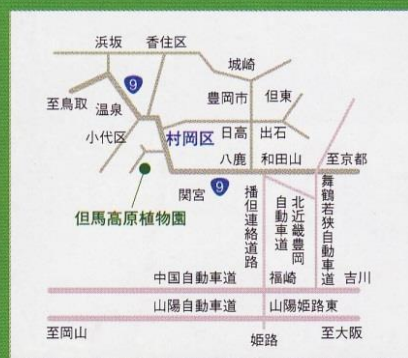 浜坂
香住区
城崎
9
至鳥取
温泉
豊岡市
但東
小代区
村岡区
日高
出石
八鹿
和田山
至京都
関宮
9
但馬高原植物園
播但連絡道路
北近畿豊岡
自動車道
舞鶴若狭自動車道
中国自動車道
福崎
吉川
山陽自動車道
山陽姫路東
至岡山
姫路
至大阪